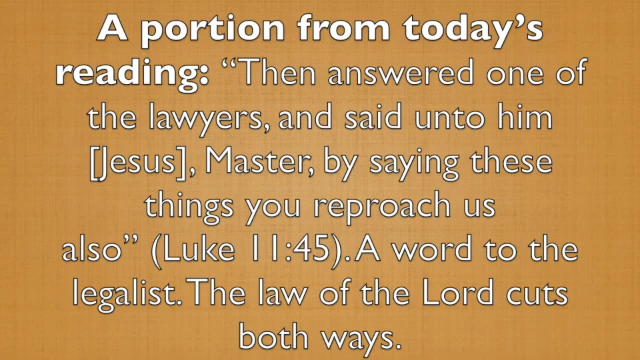 A portion from today’s
reading: “Then answered one of
the lawyers, and said unto him
[Jesus], Master, by saying these
things you reproach us
also” (Luke 11:45). A word to the
legalist. The law of the Lord cuts
both ways.